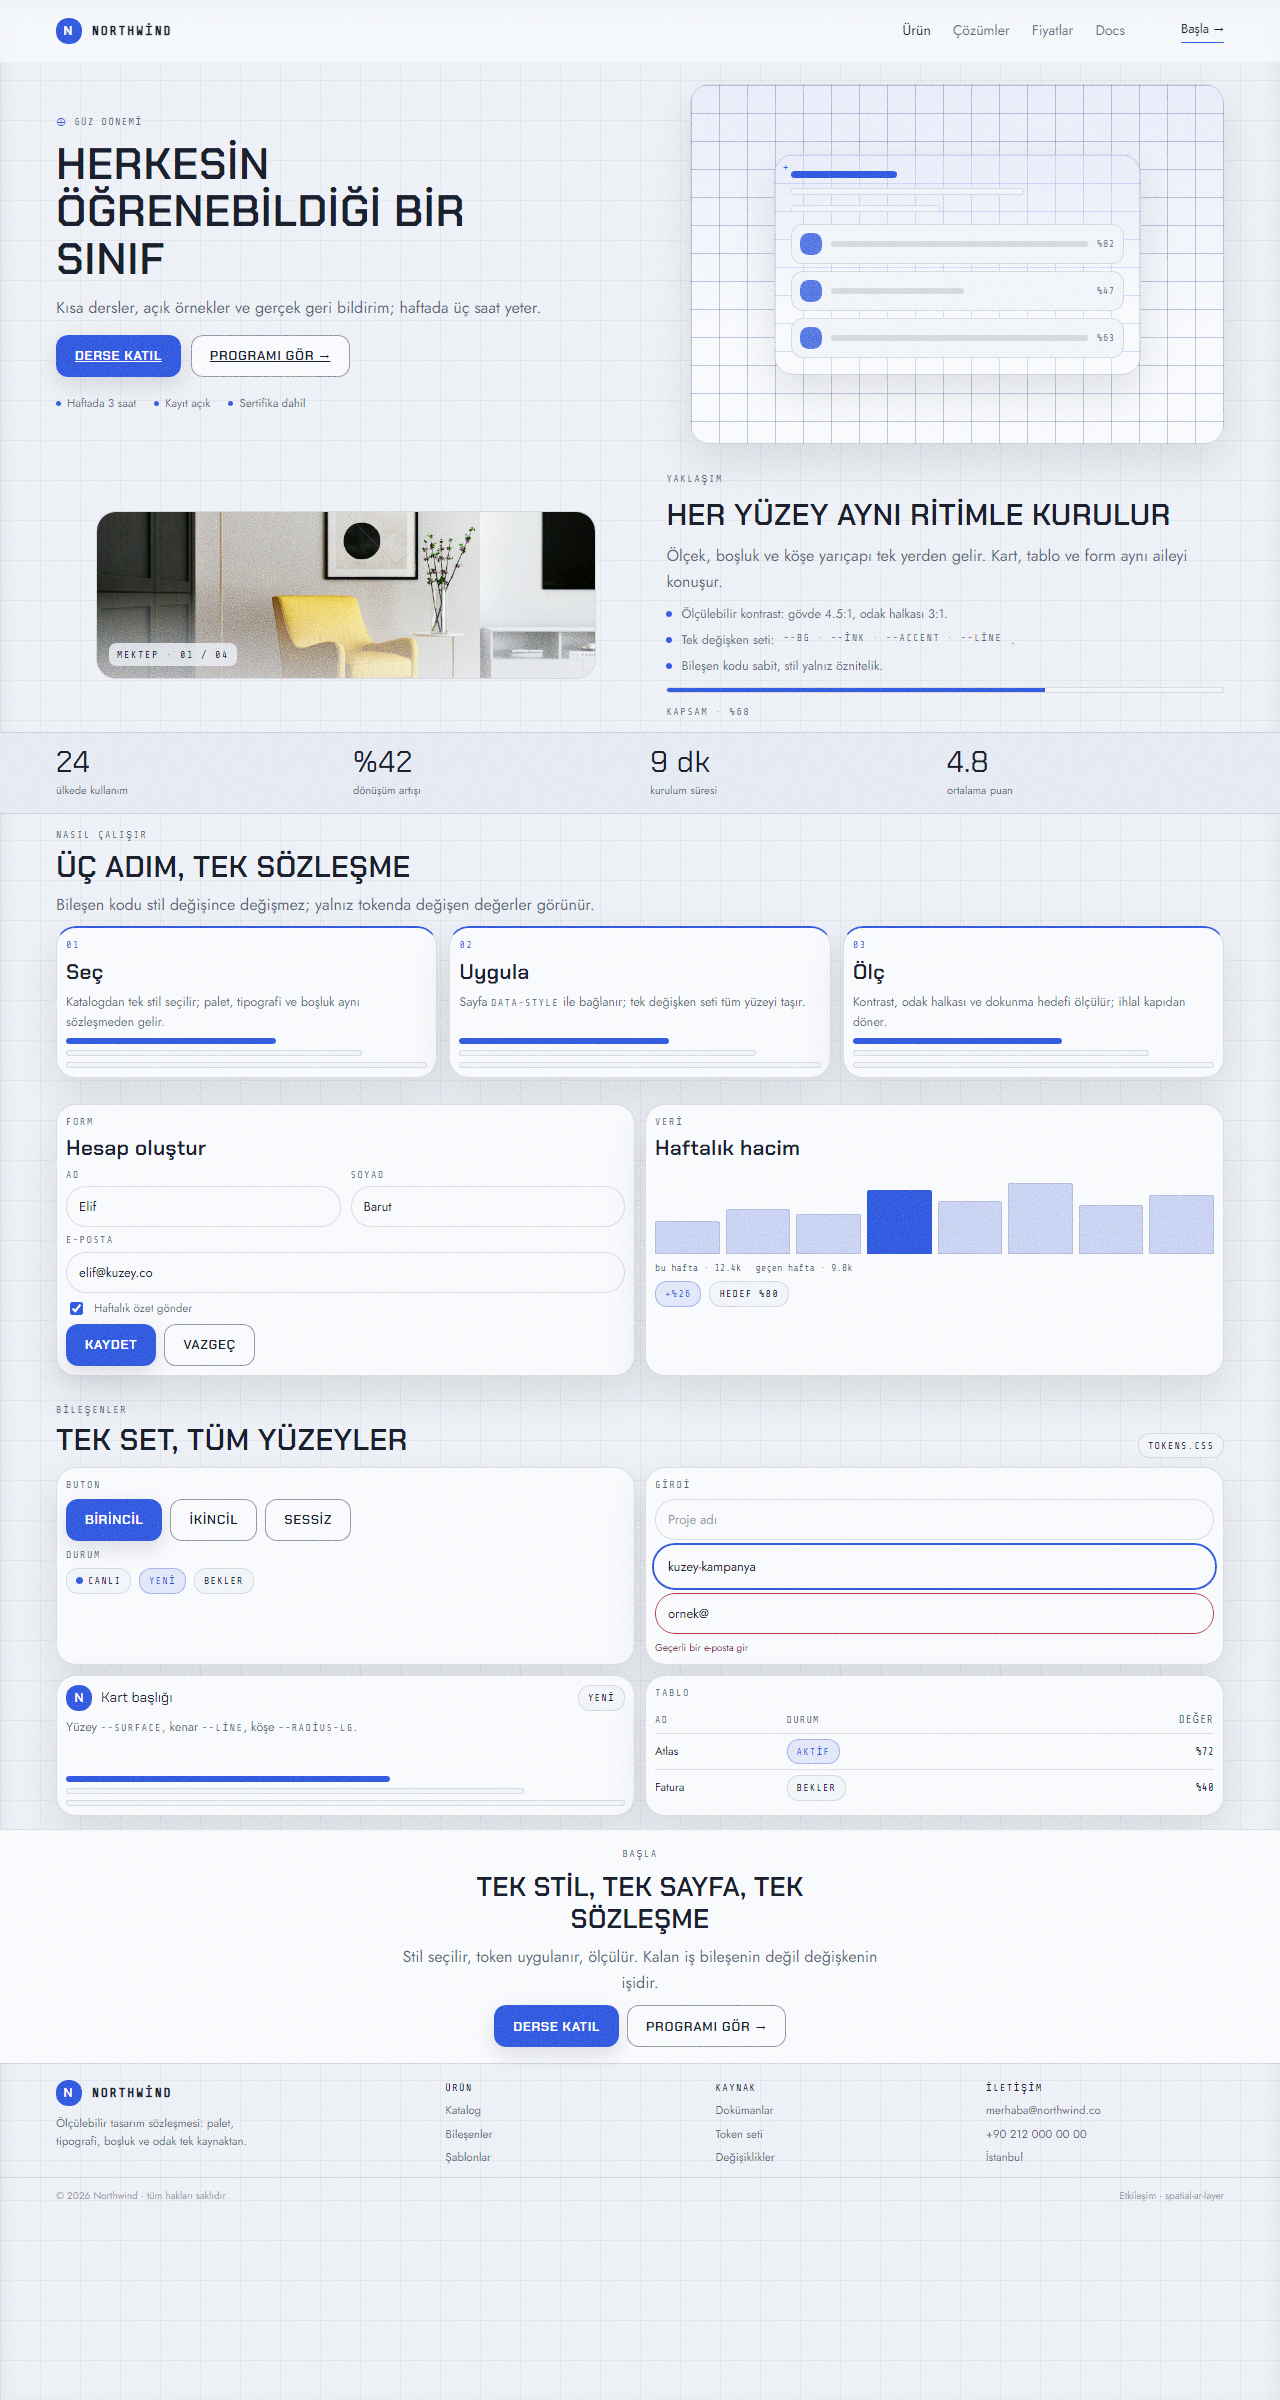 N NORTHWİND
Ürün Çözümler Fiyatlar Docs Başla →
GÜZ DÖNEMİ
HERKESİN
ÖĞRENEBİLDİĞİ BİR
SINIF
Kısa dersler, açık örnekler ve gerçek geri bildirim; haftada üç saat yeter.
DERSE KATIL PROGRAMI GÖR →
Haftada 3 saat Kayıt açık Sertifika dahil
+
%82
%47
%63
MEKTEP · 01 / 04
YAKLAŞIM
HER YÜZEY AYNI RİTİMLE KURULUR
Ölçek, boşluk ve köşe yarıçapı tek yerden gelir. Kart, tablo ve form aynı aileyi
konuşur.
Ölçülebilir kontrast: gövde 4.5:1, odak halkası 3:1.
Tek değişken seti: --BG · --İNK · --ACCENT · --LİNE .
Bileşen kodu sabit, stil yalnız öznitelik.
KAPSAM · %68
24 %42 9 dk 4.8
ülkede kullanım dönüşüm artışı kurulum süresi ortalama puan
NASIL ÇALIŞIR
ÜÇ ADIM, TEK SÖZLEŞME
Bileşen kodu stil değişince değişmez; yalnız tokenda değişen değerler görünür.
01
Seç
Katalogdan tek stil seçilir; palet, tipografi ve boşluk aynı
sözleşmeden gelir.
02
Uygula
Sayfa DATA-STYLE ile bağlanır; tek değişken seti tüm yüzeyi taşır.
03
Ölç
Kontrast, odak halkası ve dokunma hedefi ölçülür; ihlal kapıdan
döner.
FORM
Hesap oluştur
AD SOYAD
Elif Barut
E-POSTA
elif@kuzey.co
Haftalık özet gönder
KAYDET VAZGEÇ
VERİ
Haftalık hacim
bu hafta · 12.4k geçen hafta · 9.8k
+%26 HEDEF %80
BİLEŞENLER
TEK SET, TÜM YÜZEYLER
TOKENS.CSS
BUTON
BİRİNCİL İKİNCİL SESSİZ
DURUM
CANLI YENİ BEKLER
GİRDİ
Proje adı
kuzey-kampanya
ornek@
Geçerli bir e-posta gir
N Kart başlığı YENİ
Yüzey --SURFACE, kenar --LİNE, köşe --RADİUS-LG.
TABLO
AD DURUM DEĞER
Atlas AKTİF %72
Fatura BEKLER %40
BAŞLA
TEK STİL, TEK SAYFA, TEK
SÖZLEŞME
Stil seçilir, token uygulanır, ölçülür. Kalan iş bileşenin değil değişkenin
işidir.
DERSE KATIL PROGRAMI GÖR →
N NORTHWİND
Ölçülebilir tasarım sözleşmesi: palet,
tipografi, boşluk ve odak tek kaynaktan.
ÜRÜN
Katalog
Bileşenler
Şablonlar
KAYNAK
Dokümanlar
Token seti
Değişiklikler
İLETİŞİM
merhaba@northwind.co
+90 212 000 00 00
İstanbul
© 2026 Northwind · tüm hakları saklıdır
Etkileşim · spatial-ar-layer